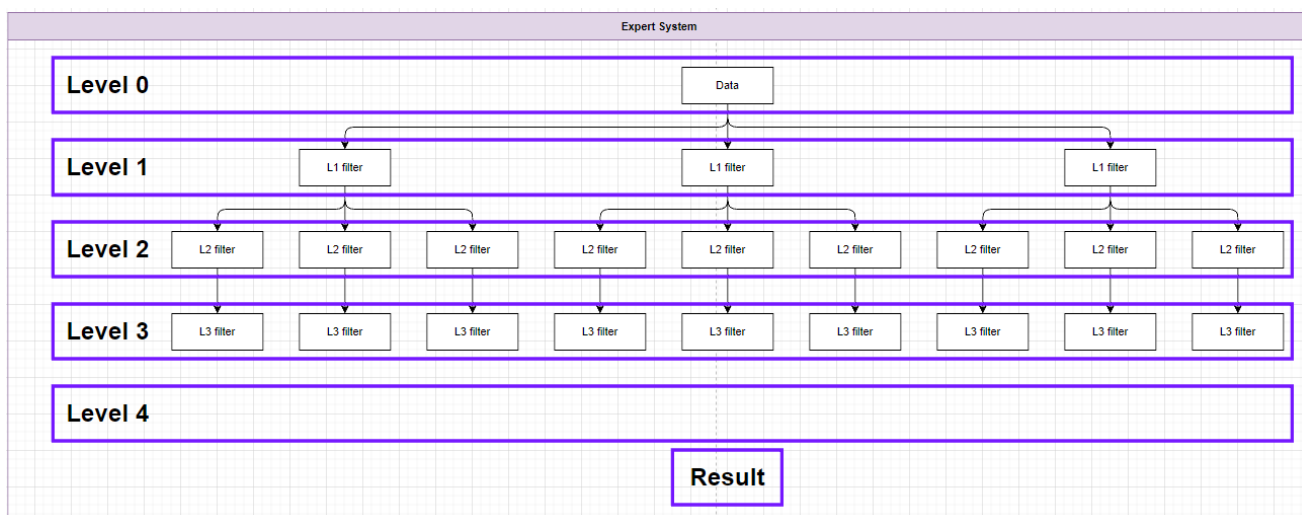 Expert System
Level 0
Data
Level 1
L1 filter
L1 filter
L1 filter
Level 2
L2 filter
L2 filter
L2 filter
L2 filter
L2 filter
L2 filter
L2 filter
L2 filter
L2 filter
Level 3
L3 filter
L3 filter
L3 filter
L3 filter
L3 filter
L3 filter
L3 filter
L3 filter
L3 filter
Level 4
Result